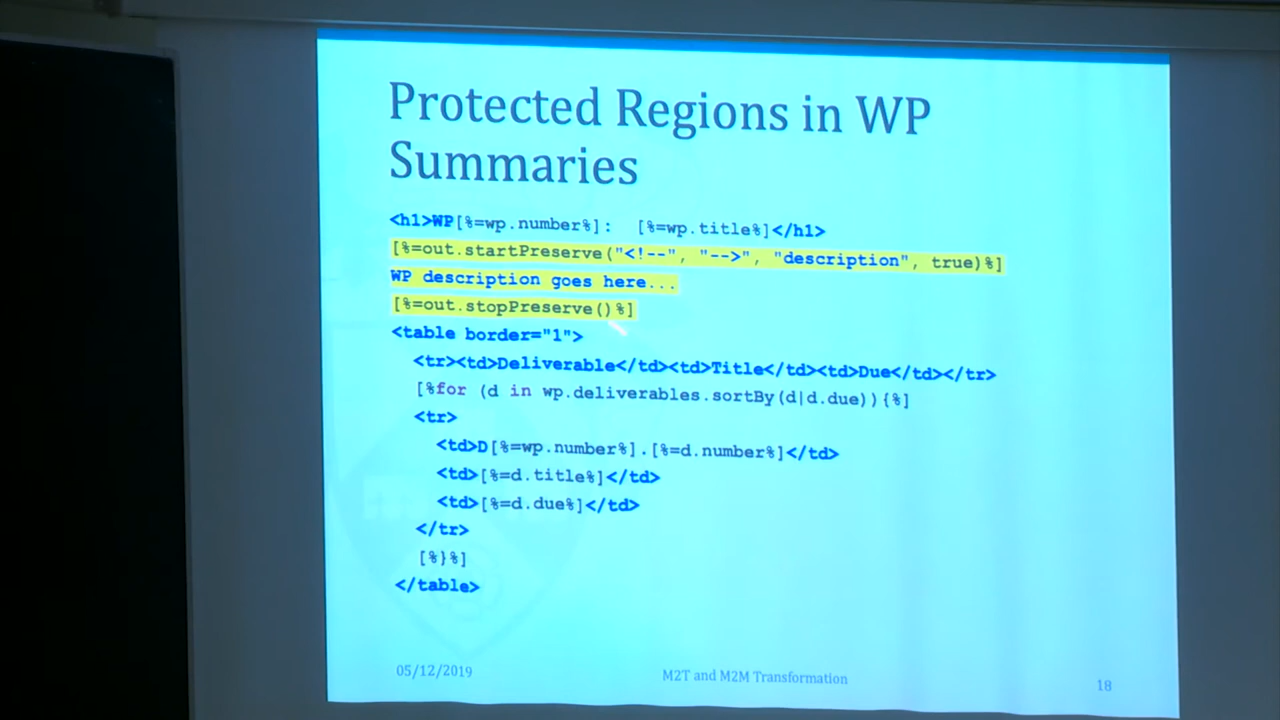 Protected Regions in WP
Summaries
<h1>WP[%=wp.number%]: [%=wp.title%]</h1>
[%=out.startPreserve("<!--", "-->", "description", true)%]
WP description goes here...
[%=out.stopPreserve()%]
<table border="1">
<tr><td>Deliverable</td><td>Title</td><td>Due</td></tr>
[%for (d in wp.deliverables.sortBy(d|d.due)){%]
<tr>
<td>D[%=wp.number%].[%=d.number%]</td>
<td>[%=d.title%]</td>
<td>[%=d.due%]</td>
</tr>
[%}%]
</table>
05/12/2019
M2T and M2M Transformation
18